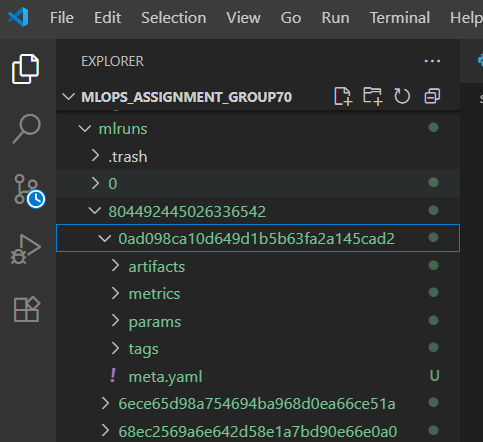 File Edit Selection View Go Run Terminal Help
EXPLORER
MLOPS_ASSIGNMENT_GROUP70
mlruns
.trash
0
804492445026336542
0ad098ca10d649d1b5b63fa2a145cad2
artifacts
metrics
params
tags
! meta.yaml U
6ece65d98a754694ba968d0ea66ce51a
68ec2569a6e642d58e1a7bd90e66e0a0